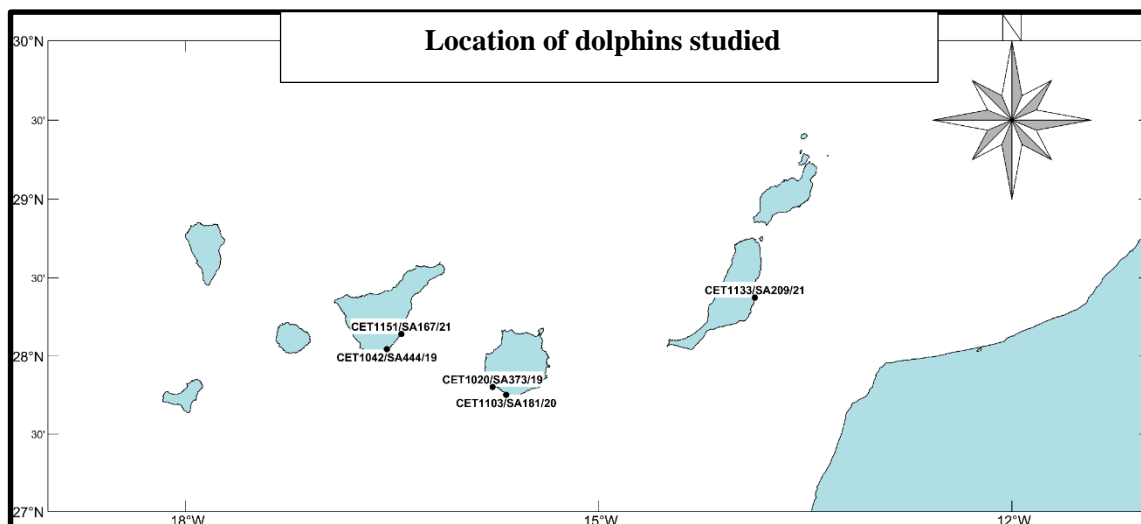 Location of dolphins studied
N
30°N
30'
29°N
30'
CET1133/SA209/21
CET1151/SA167/21
28°N
CET1042/SA444/19
CET1020/SA373/19
CET1103/SA181/20
30'
27°N
18°W
15°W
12°W